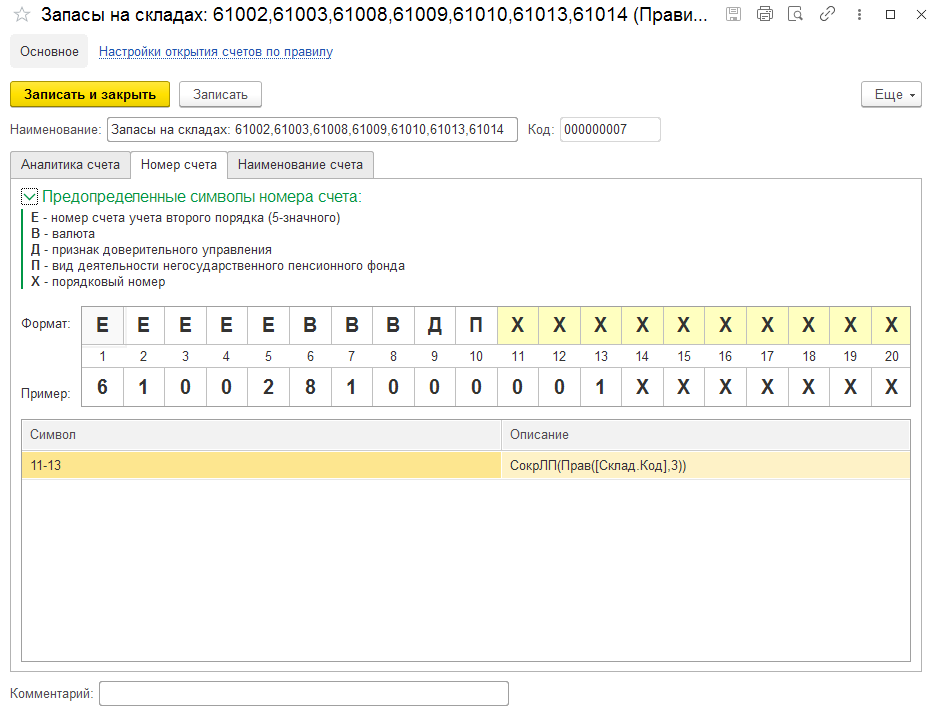 Запасы на складах: 61002,61003,61008,61009,61010,61013,61014 (Прави...
Основное Настройки открытия счетов по правилу
Записать и закрыть Записать Еще
Наименование: Запасы на складах: 61002,61003,61008,61009,61010,61013,61014 Код: 000000007
Аналитика счета Номер счета Наименование счета
Предопределенные символы номера счета:
Е - номер счета учета второго порядка (5-значного)
В - валюта
Д - признак доверительного управления
П - вид деятельности негосударственного пенсионного фонда
Х - порядковый номер
Формат: Е Е Е Е Е В В В Д П Х Х Х Х Х Х Х Х Х Х
1 2 3 4 5 6 7 8 9 10 11 12 13 14 15 16 17 18 19 20
Пример: 6 1 0 0 2 8 1 0 0 0 0 0 1 Х Х Х Х Х Х Х
Символ Описание
11-13 СокрЛП(Прав([Склад.Код],3))
Комментарий: